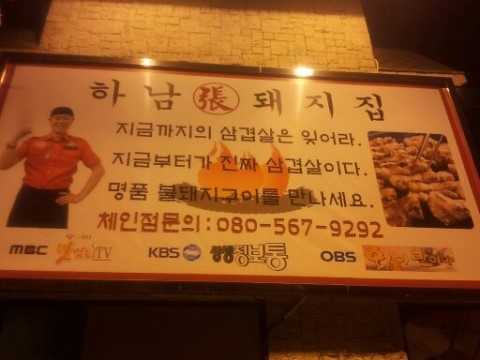 하남 張 돼지집
지금까지의 삼겹살은 잊어라.
지금부터가 진짜 삼겹살이다.
명품 불돼지구이를 만나세요.
체인점문의 : 080-567-9292
MBC TV KBS 정보통 OBS